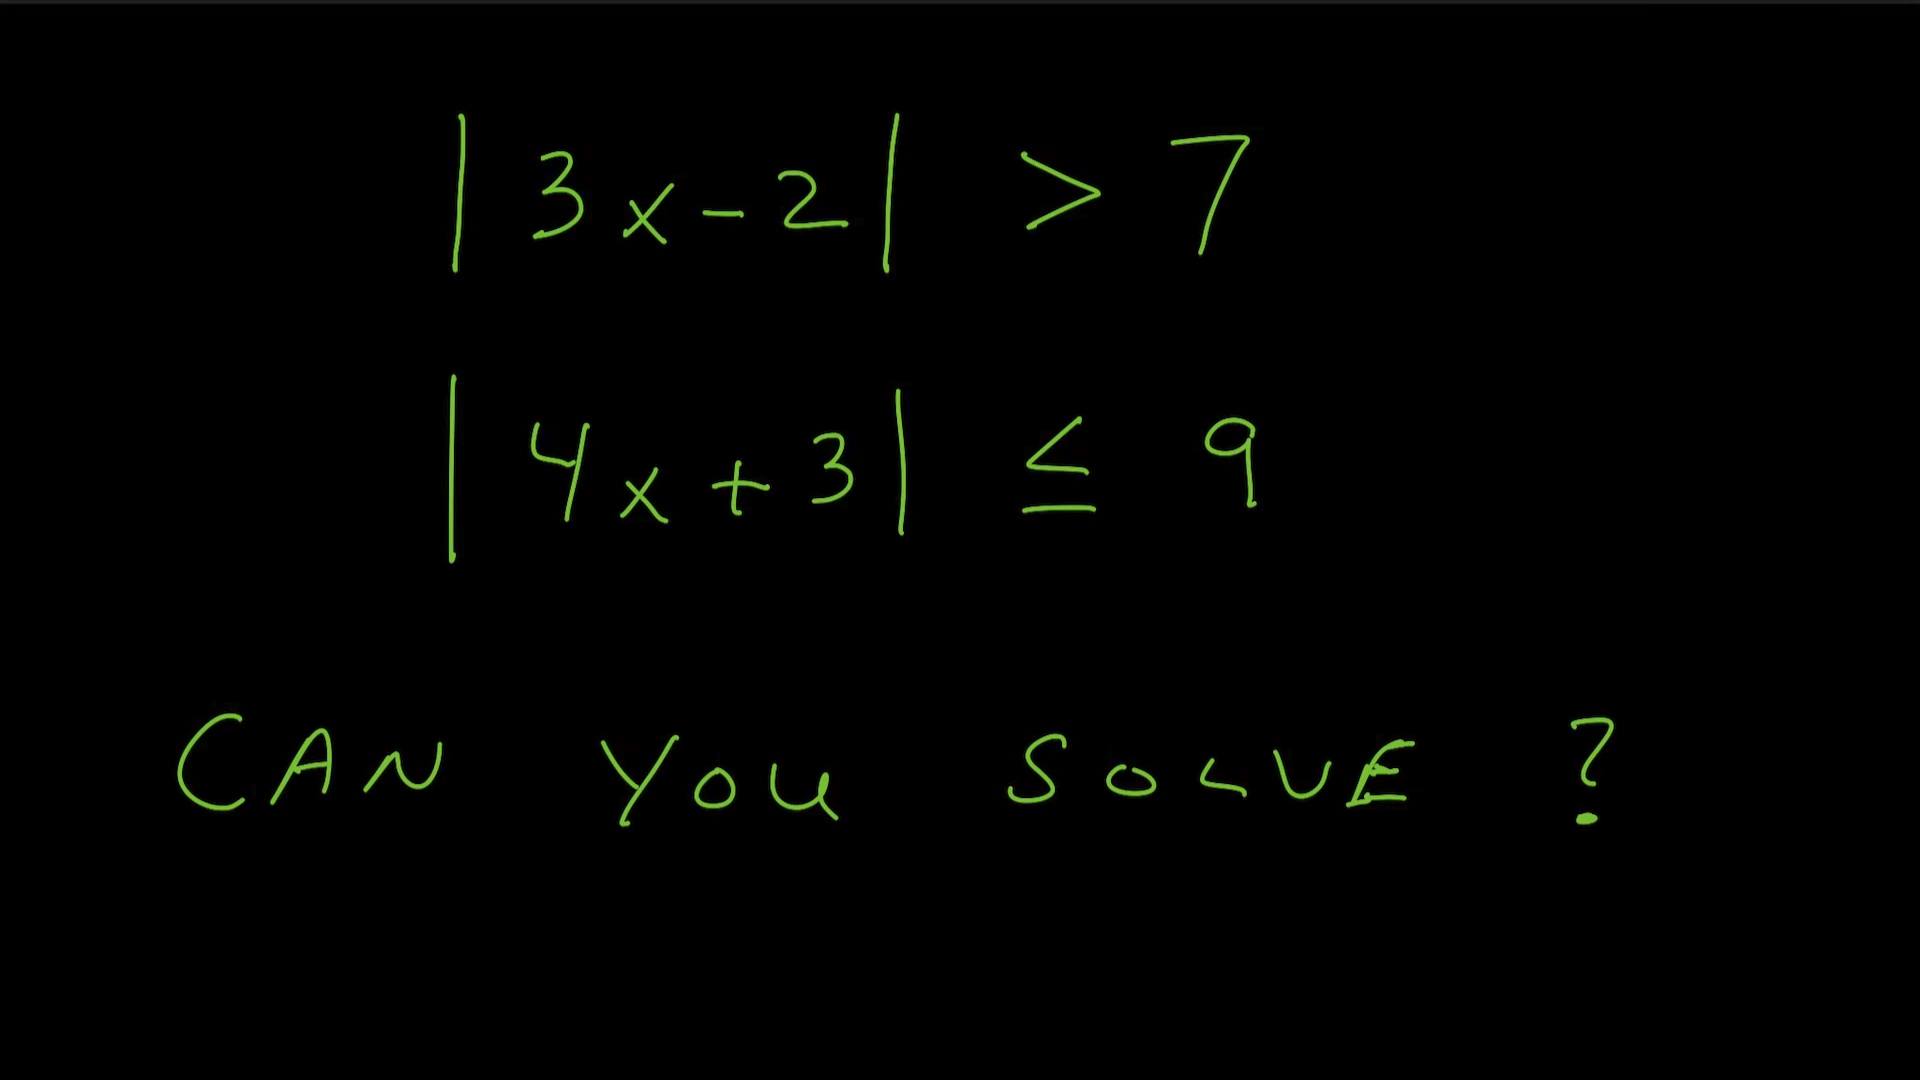 | 3x - 2 | > 7
| 4x + 3 | ≤ 9
CAN YOU SOLVE ?